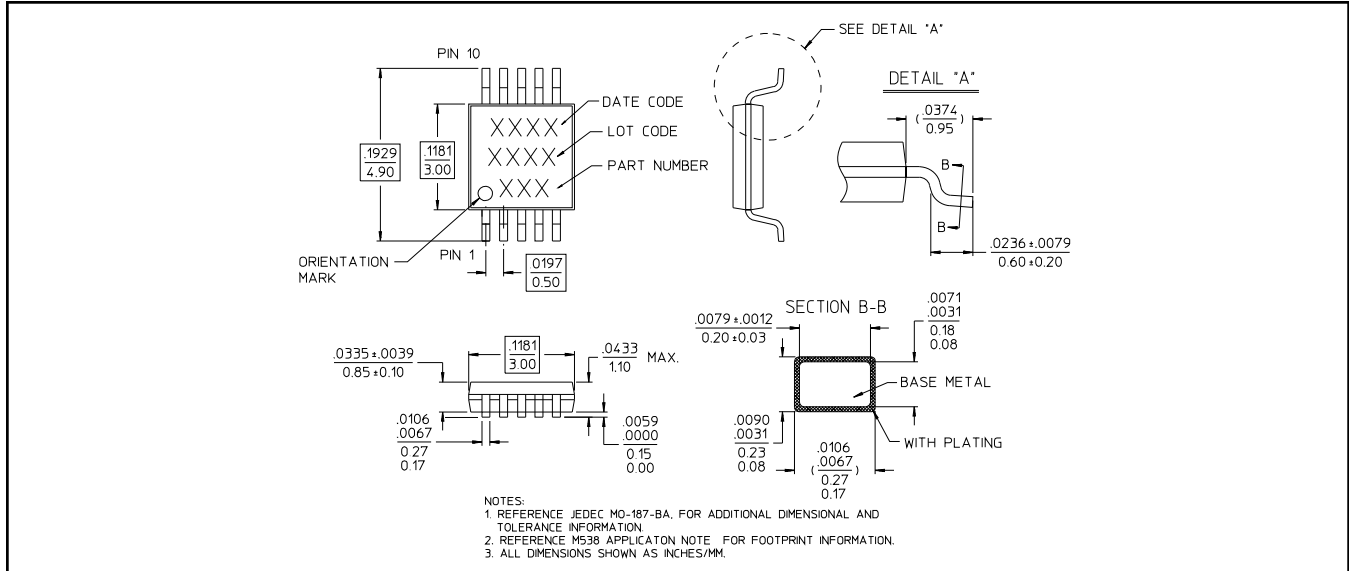 SEE DETAIL "A"
PIN 10
DETAIL "A"
DATE CODE
.0374
( )
0.95
XXXX
LOT CODE
XXXX
.1929
4.90
.1181
3.00
PART NUMBER
XXX
B
B
ORIENTATION
MARK
PIN 1
.0197
0.50
.0236±.0079
0.60±0.20
SECTION B-B
.0079±.0012
0.20±0.03
.0071
.0031
0.18
0.08
.0335±.0039
0.85±0.10
.1181
3.00
.0433
1.10
MAX.
BASE METAL
.0106
.0067
0.27
0.17
.0059
.0000
0.15
0.00
.0090
.0031
0.23
0.08
WITH PLATING
.0106
.0067
( )
0.27
0.17
NOTES:
1. REFERENCE JEDEC MO-187-BA, FOR ADDITIONAL DIMENSIONAL AND
TOLERANCE INFORMATION.
2. REFERENCE M538 APPLICATON NOTE FOR FOOTPRINT INFORMATION.
3. ALL DIMENSIONS SHOWN AS INCHES/MM.